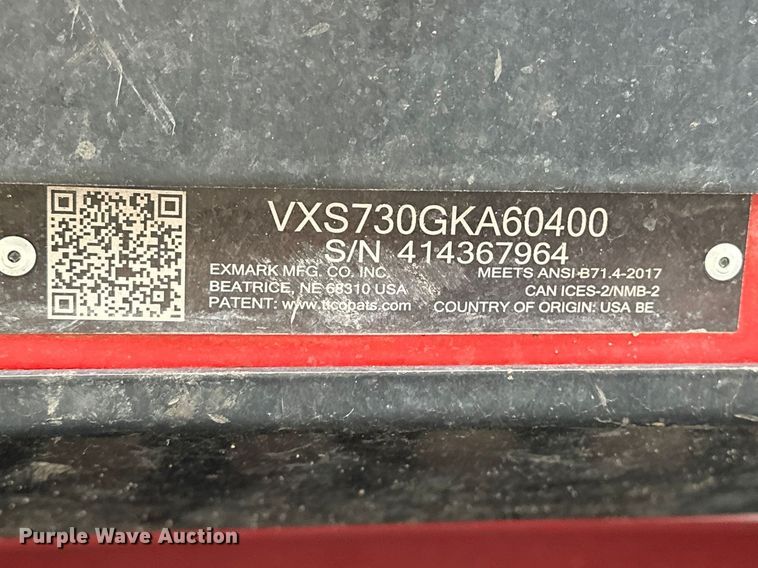 VXS730GKA60400
S/N 414367964
EXMARK MFG. CO. INC. MEETS ANSI-B71.4-2017
BEATRICE, NE 68310 USA CAN ICES-2/NMB-2
PATENT: www.ttcopats.com COUNTRY OF ORIGIN: USA BE
Purple Wave Auction